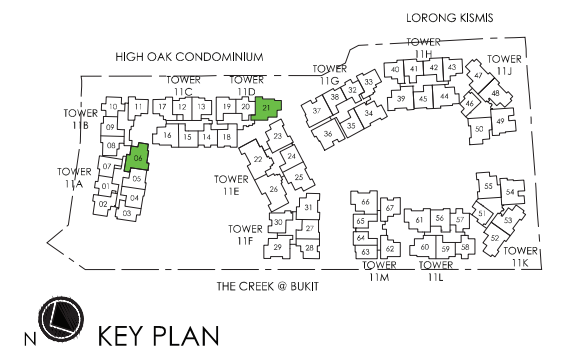 LORONG KISMIS
HIGH OAK CONDOMINIUM
TOWER 11H
TOWER 11G
TOWER 11J
TOWER 11C
TOWER 11D
TOWER 11B
TOWER 11A
TOWER 11E
TOWER 11F
TOWER 11M
TOWER 11L
TOWER 11K
10 11 17 12 13 19 20 21
09 16 15 14 18
08 06
07 05
01 04
02 03
23
22 24
25
26
31
30 27
29 28
37 38 32 33
36 35 34
40 41 42 43
39 45 44
47
46 48
50 49
66 67
65
64
63 62
61 56 57
60 59 58
55 54
51 53
52
THE CREEK @ BUKIT
N KEY PLAN